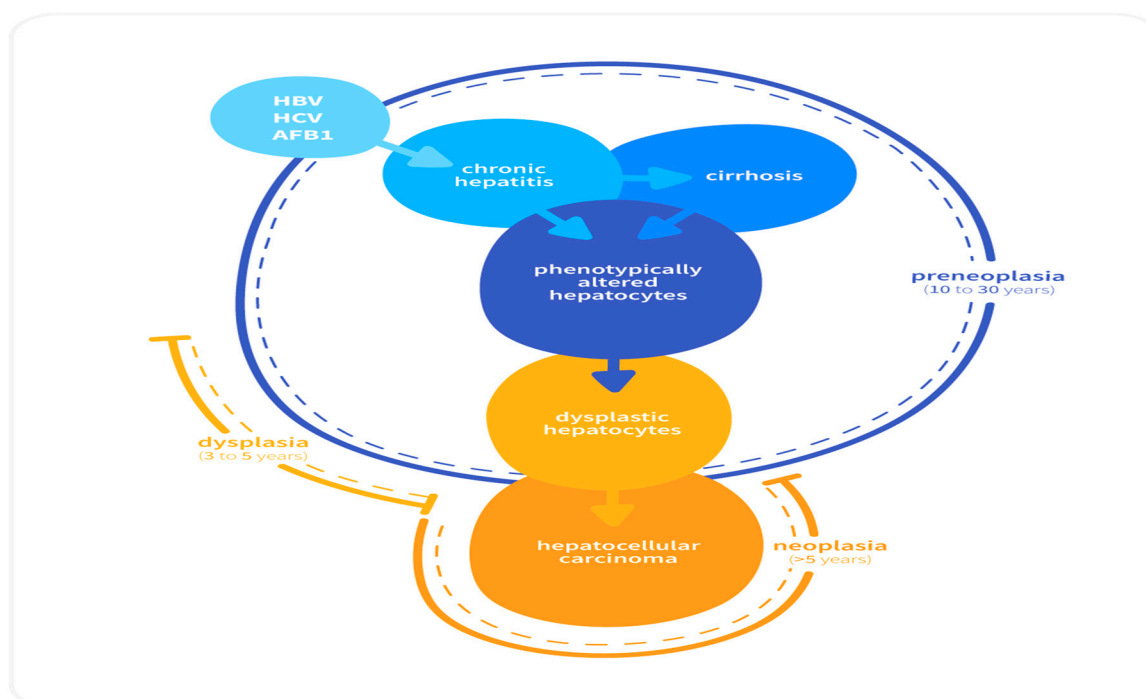 HBV
HCV
AFB1
chronic
hepatitis
cirrhosis
phenotypically
altered
hepatocytes
preneoplasia
(10 to 30 years)
dysplastic
hepatocytes
dysplasia
(3 to 5 years)
hepatocellular
carcinoma
neoplasia
(>5 years)